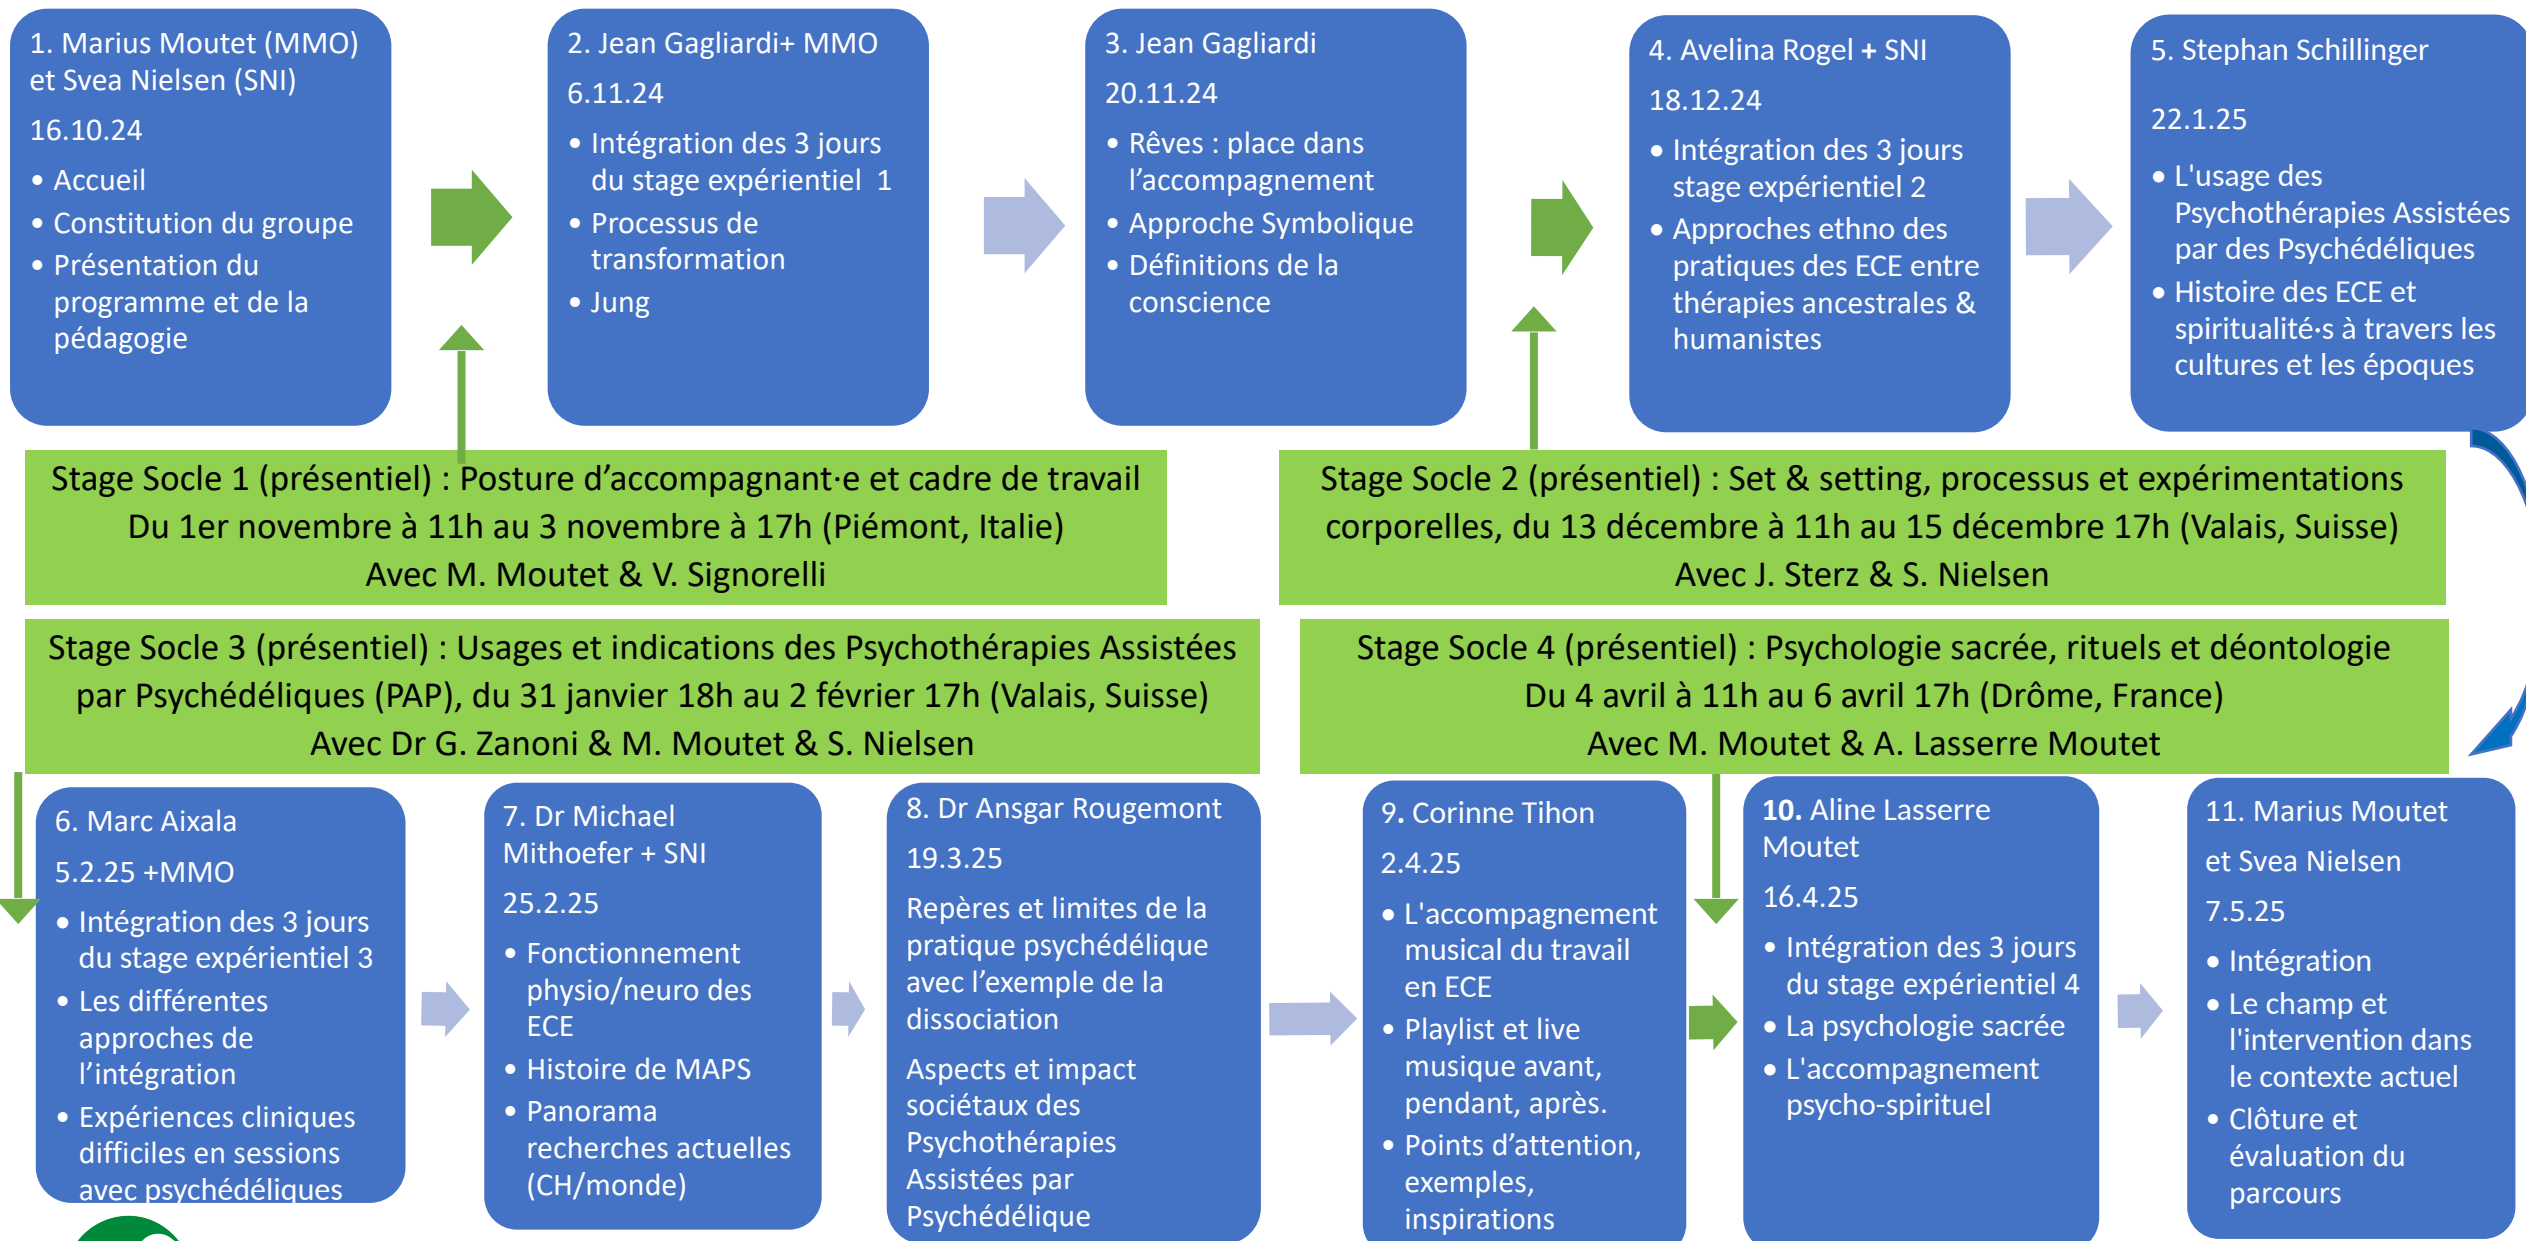 1. Marius Moutet (MMO)
et Svea Nielsen (SNI)
16.10.24
• Accueil
• Constitution du groupe
• Présentation du
programme et de la
pédagogie
2. Jean Gagliardi+ MMO
6.11.24
• Intégration des 3 jours
du stage expérientiel 1
• Processus de
transformation
• Jung
3. Jean Gagliardi
20.11.24
• Rêves : place dans
l’accompagnement
• Approche Symbolique
• Définitions de la
conscience
4. Avelina Rogel + SNI
18.12.24
• Intégration des 3 jours
stage expérientiel 2
• Approches ethno des
pratiques des ECE entre
thérapies ancestrales &
humanistes
5. Stephan Schillinger
22.1.25
• L'usage des
Psychothérapies Assistées
par des Psychédéliques
• Histoire des ECE et
spiritualité·s à travers les
cultures et les époques
Stage Socle 1 (présentiel) : Posture d’accompagnant·e et cadre de travail
Du 1er novembre à 11h au 3 novembre à 17h (Piémont, Italie)
Avec M. Moutet & V. Signorelli
Stage Socle 2 (présentiel) : Set & setting, processus et expérimentations
corporelles, du 13 décembre à 11h au 15 décembre 17h (Valais, Suisse)
Avec J. Sterz & S. Nielsen
Stage Socle 3 (présentiel) : Usages et indications des Psychothérapies Assistées
par Psychédéliques (PAP), du 31 janvier 18h au 2 février 17h (Valais, Suisse)
Avec Dr G. Zanoni & M. Moutet & S. Nielsen
Stage Socle 4 (présentiel) : Psychologie sacrée, rituels et déontologie
Du 4 avril à 11h au 6 avril 17h (Drôme, France)
Avec M. Moutet & A. Lasserre Moutet
6. Marc Aixala
5.2.25 +MMO
• Intégration des 3 jours
du stage expérientiel 3
• Les différentes
approches de
l’intégration
• Expériences cliniques
difficiles en sessions
avec psychédéliques
7. Dr Michael
Mithoefer + SNI
25.2.25
• Fonctionnement
physio/neuro des
ECE
• Histoire de MAPS
• Panorama
recherches actuelles
(CH/monde)
8. Dr Ansgar Rougemont
19.3.25
Repères et limites de la
pratique psychédélique
avec l’exemple de la
dissociation
Aspects et impact
sociétaux des
Psychothérapies
Assistées par
Psychédélique
9. Corinne Tihon
2.4.25
• L'accompagnement
musical du travail
en ECE
• Playlist et live
musique avant,
pendant, après.
• Points d’attention,
exemples,
inspirations
10. Aline Lasserre
Moutet
16.4.25
• Intégration des 3 jours
du stage expérientiel 4
• La psychologie sacrée
• L'accompagnement
psycho-spirituel
11. Marius Moutet
et Svea Nielsen
7.5.25
• Intégration
• Le champ et
l'intervention dans
le contexte actuel
• Clôture et
évaluation du
parcours